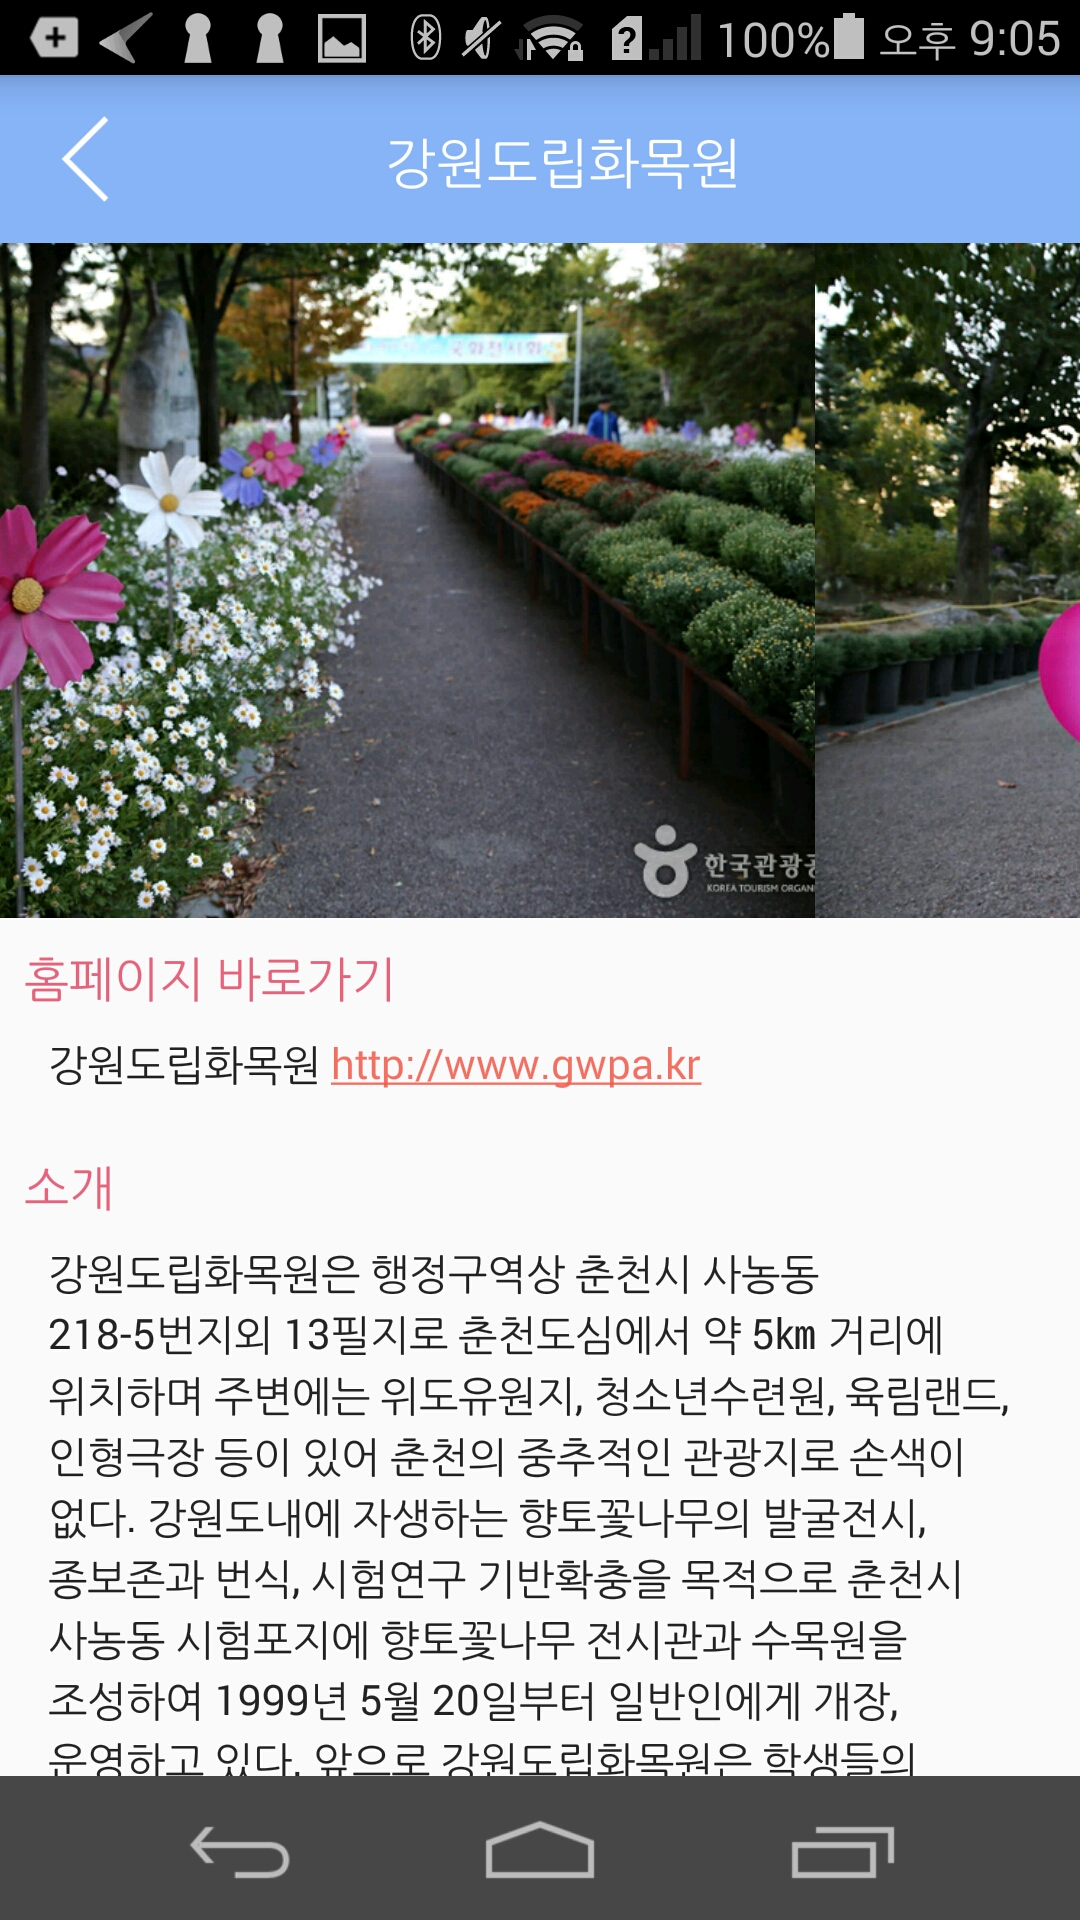 100% 오후 9:05
강원도립화목원
국화전시회
한국관광공
KOREA TOURISM ORGAN
홈페이지 바로가기
강원도립화목원 http://www.gwpa.kr
소개
강원도립화목원은 행정구역상 춘천시 사농동
218-5번지외 13필지로 춘천도심에서 약 5㎞ 거리에
위치하며 주변에는 위도유원지, 청소년수련원, 육림랜드,
인형극장 등이 있어 춘천의 중추적인 관광지로 손색이
없다. 강원도내에 자생하는 향토꽃나무의 발굴전시,
종보존과 번식, 시험연구 기반확충을 목적으로 춘천시
사농동 시험포지에 향토꽃나무 전시관과 수목원을
조성하여 1999년 5월 20일부터 일반인에게 개장,
운영하고 있다. 앞으로 강원도립화목원은 학생들의